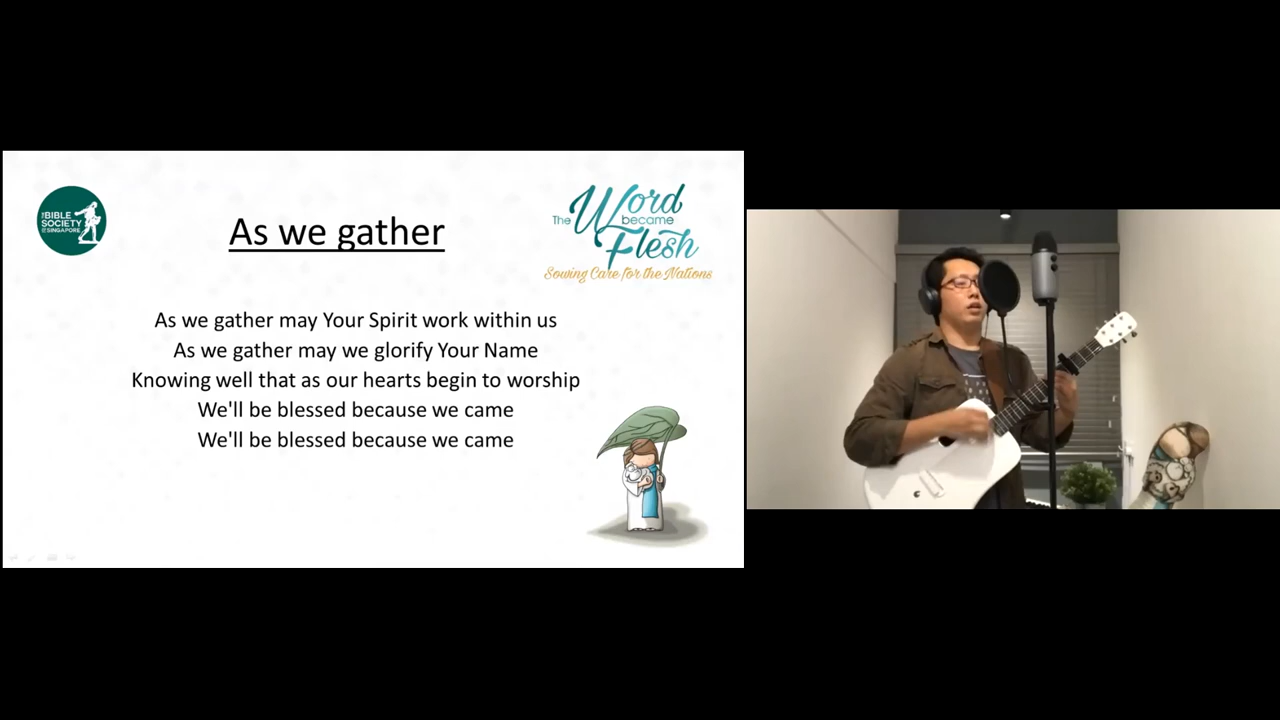 THE BIBLE
SOCIETY
OF SINGAPORE
As we gather
The Word became
Flesh
Sowing Care for the Nations
As we gather may Your Spirit work within us
As we gather may we glorify Your Name
Knowing well that as our hearts begin to worship
We'll be blessed because we came
We'll be blessed because we came